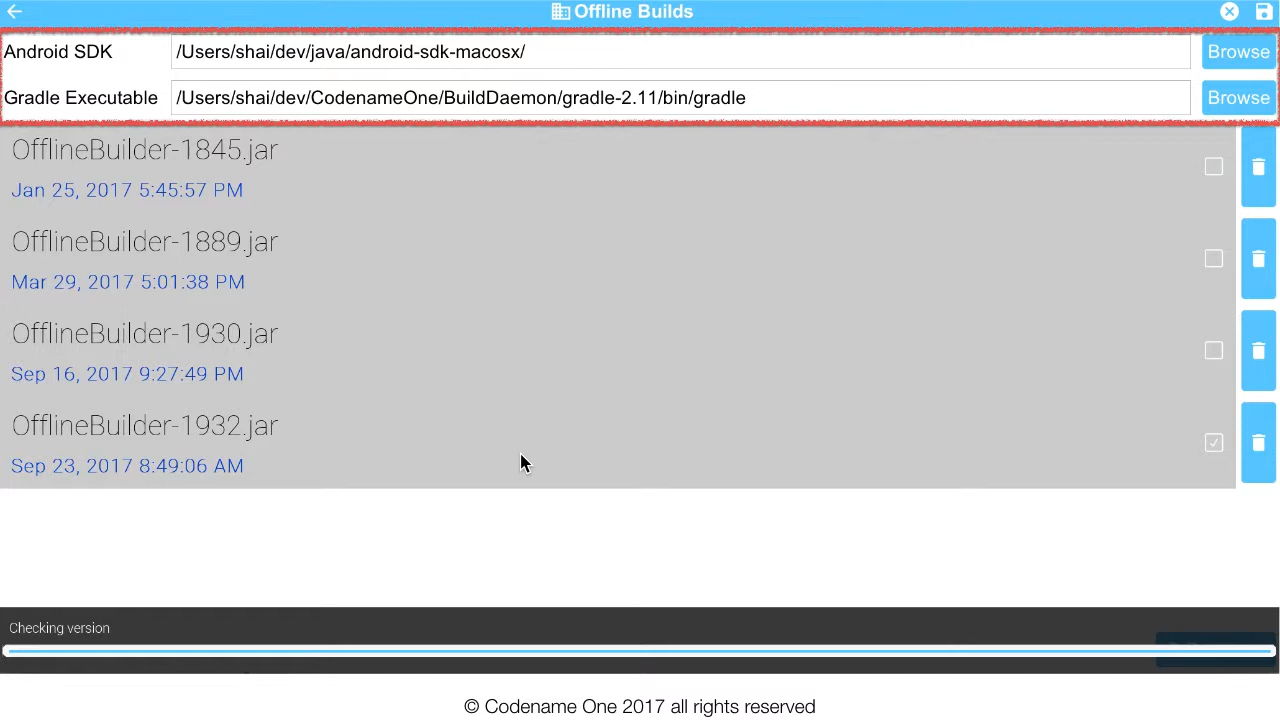 Offline Builds
Android SDK /Users/shai/dev/java/android-sdk-macosx/ Browse
Gradle Executable /Users/shai/dev/CodenameOne/BuildDaemon/gradle-2.11/bin/gradle Browse
OfflineBuilder-1845.jar
Jan 25, 2017 5:45:57 PM
OfflineBuilder-1889.jar
Mar 29, 2017 5:01:38 PM
OfflineBuilder-1930.jar
Sep 16, 2017 9:27:49 PM
OfflineBuilder-1932.jar
Sep 23, 2017 8:49:06 AM
Checking version
© Codename One 2017 all rights reserved